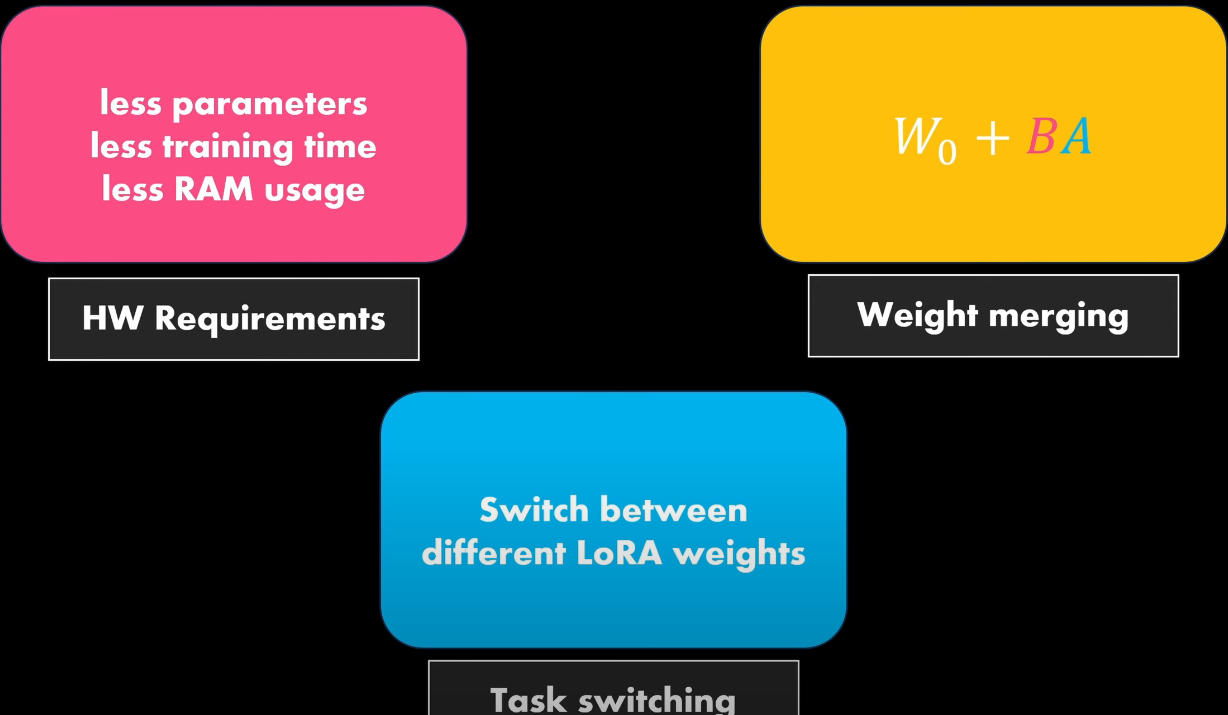 less parameters
less training time
less RAM usage
HW Requirements
W₀ + BA
Weight merging
Switch between
different LoRA weights
Task switching